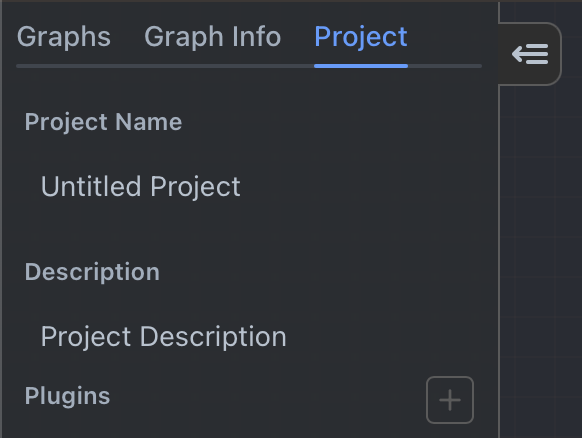 Graphs Graph Info Project
Project Name
Untitled Project
Description
Project Description
Plugins